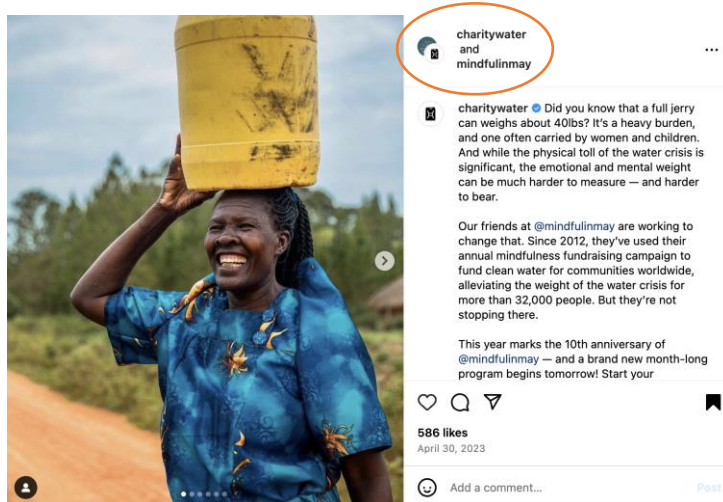 charitywater
and
mindfulinmay
charitywater Did you know that a full jerry
can weighs about 40lbs? It's a heavy burden,
and one often carried by women and children.
And while the physical toll of the water crisis is
significant, the emotional and mental weight
can be much harder to measure — and harder
to bear.
Our friends at @mindfulinmay are working to
change that. Since 2012, they've used their
annual mindfulness fundraising campaign to
fund clean water for communities worldwide,
alleviating the weight of the water crisis for
more than 32,000 people. But they're not
stopping there.
This year marks the 10th anniversary of
@mindfulinmay — and a brand new month-long
program begins tomorrow! Start your
586 likes
April 30, 2023
Add a comment...
Post